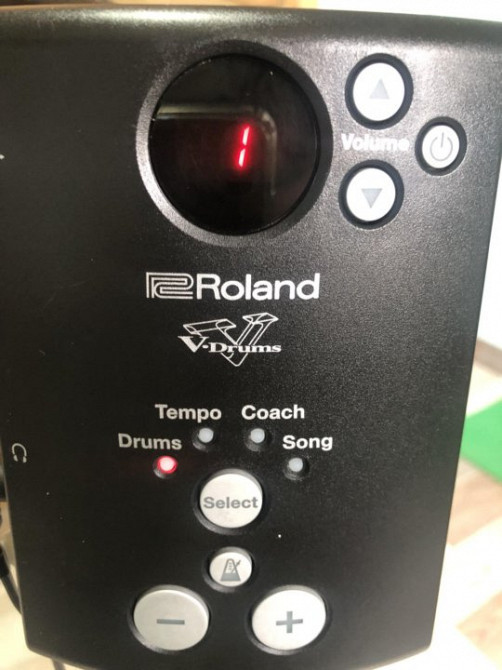 1
Volume
Roland
V-Drums
Tempo Coach
Drums Song
Select
- +